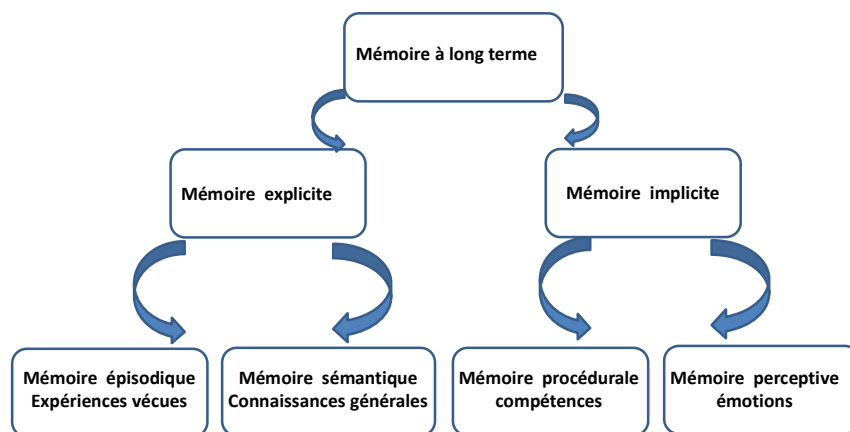 Mémoire à long terme
Mémoire explicite
Mémoire implicite
Mémoire épisodique
Expériences vécues
Mémoire sémantique
Connaissances générales
Mémoire procédurale
compétences
Mémoire perceptive
émotions